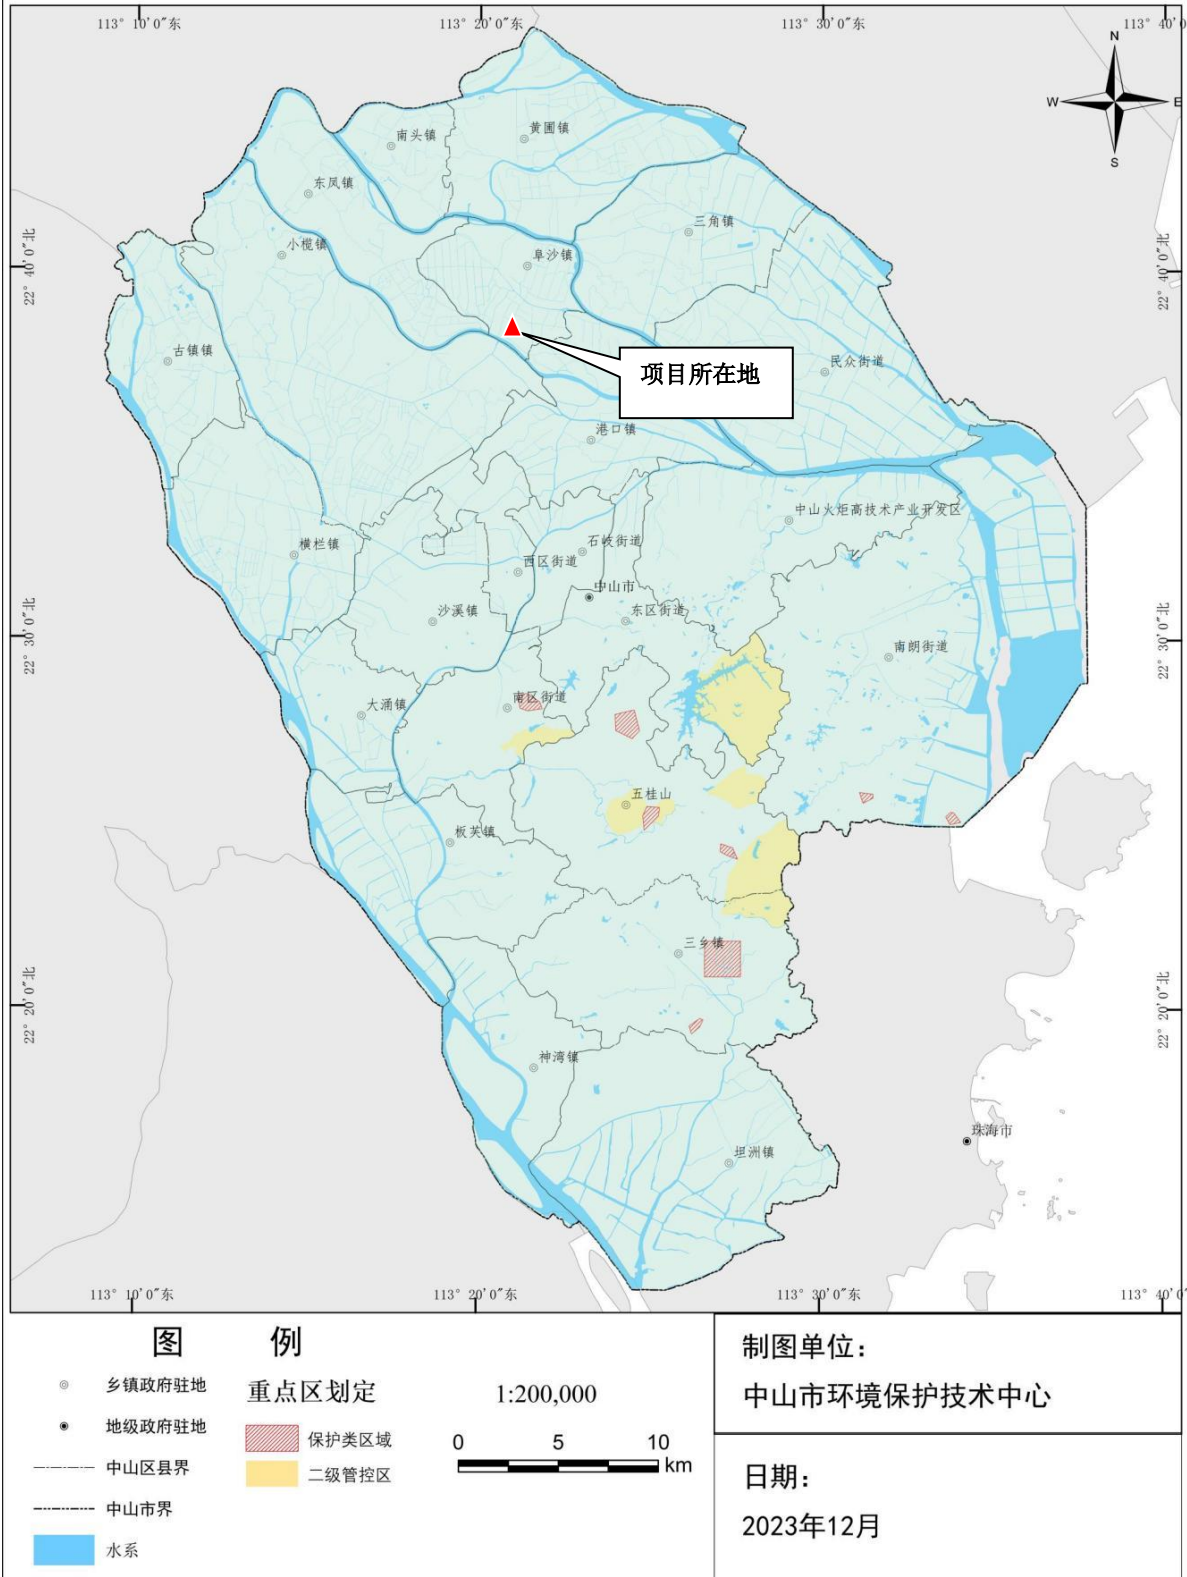 113° 10'0"东
113° 20'0"东
113° 30'0"东
113° 40'0
N
W
E
S
南头镇
黄圃镇
东凤镇
三角镇
小榄镇
阜沙镇
22° 40'0"北
22° 40'0"北
古镇镇
项目所在地
民众街道
港口镇
中山火炬高技术产业开发区
横栏镇
石岐街道
西区街道
中山市
沙溪镇
东区街道
22° 30'0"北
22° 30'0"北
南朗街道
大涌镇
南区街道
五桂山
板芙镇
三乡镇
22° 20'0"北
22° 20'0"北
神湾镇
珠海市
坦洲镇
113° 10'0"东
113° 20'0"东
113° 30'0"东
113° 40'0
图 例
乡镇政府驻地
地级政府驻地
中山区县界
中山市界
水系
重点区划定
保护类区域
二级管控区
1:200,000
0 5 10
km
制图单位：
中山市环境保护技术中心
日期：
2023年12月